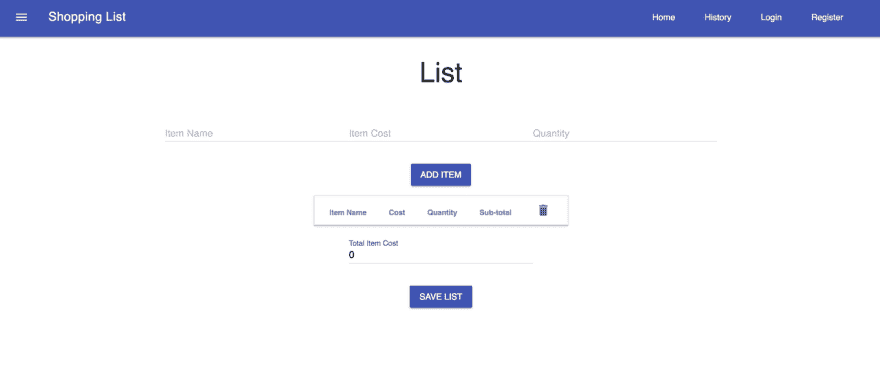 Shopping List Home History Login Register
List
Item Name Item Cost Quantity
ADD ITEM
Item Name Cost Quantity Sub-total
Total Item Cost
0
SAVE LIST